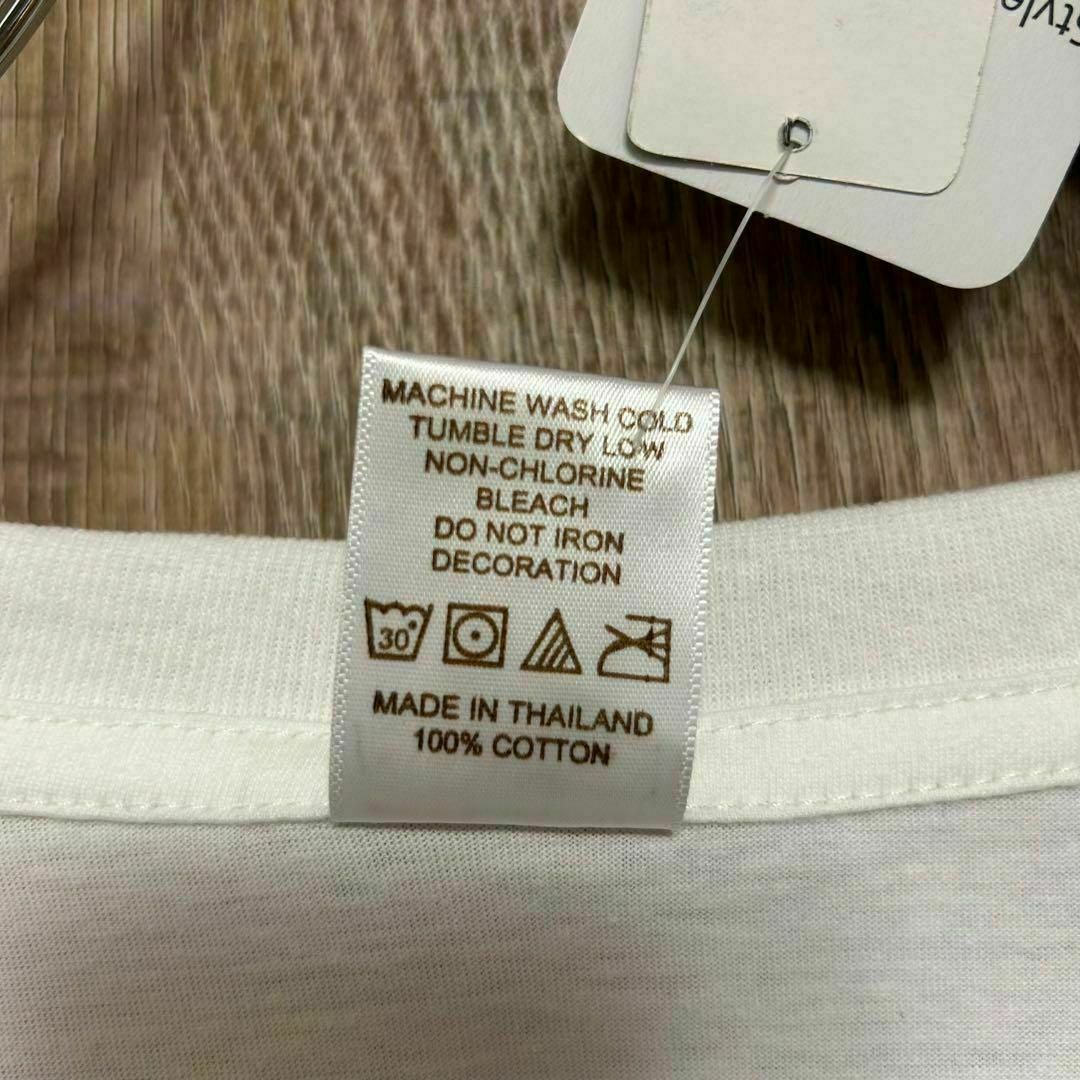 Style
MACHINE WASH COLD
TUMBLE DRY LOW
NON-CHLORINE
BLEACH
DO NOT IRON
DECORATION
30°
MADE IN THAILAND
100% COTTON